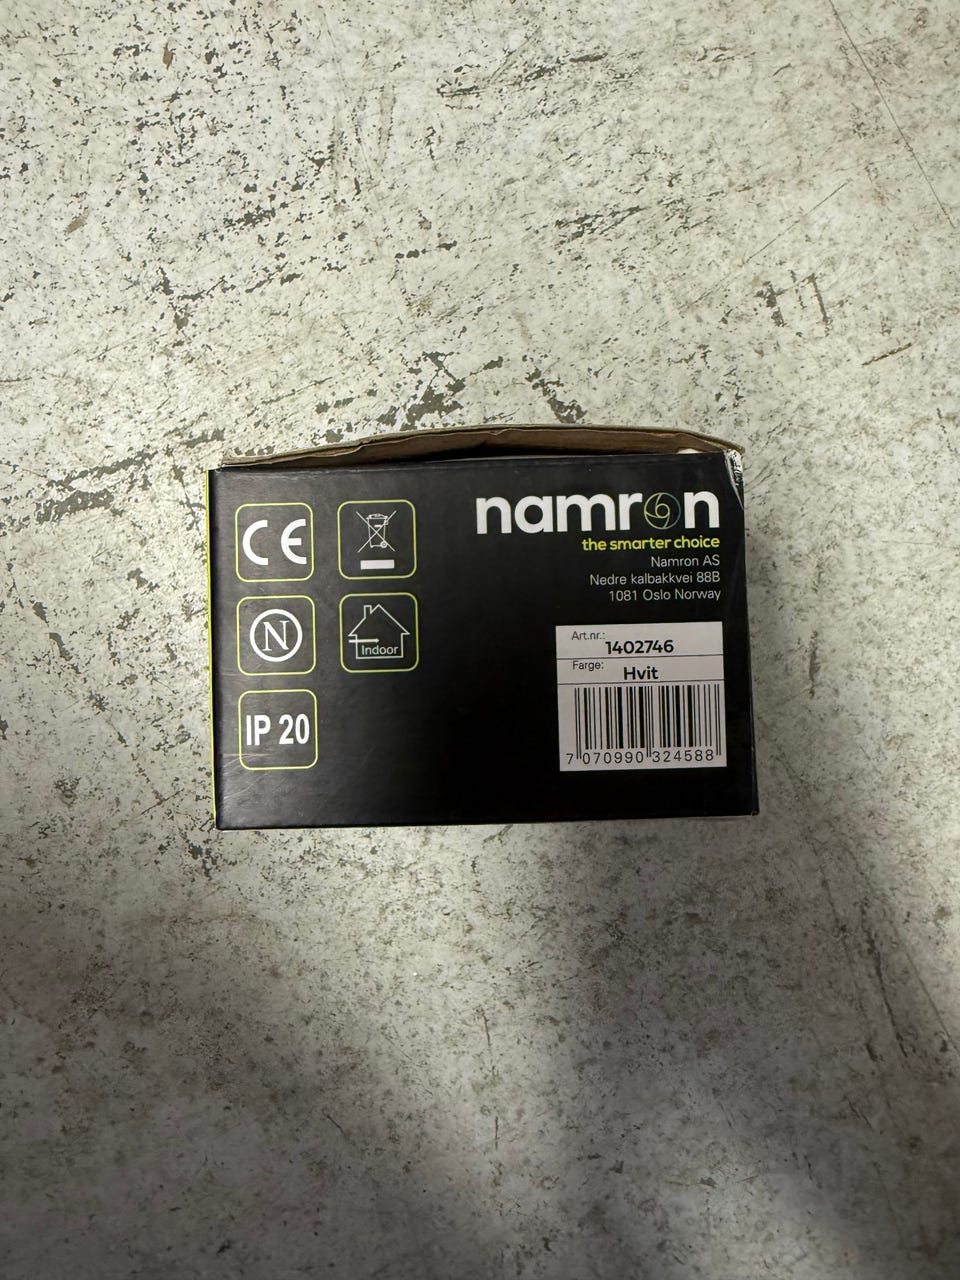 CE
namron
the smarter choice
Namron AS
Nedre kalbakkvei 88B
1081 Oslo Norway
N
Indoor
IP 20
Art.nr.:
1402746
Farge:
Hvit
7 070990 324588